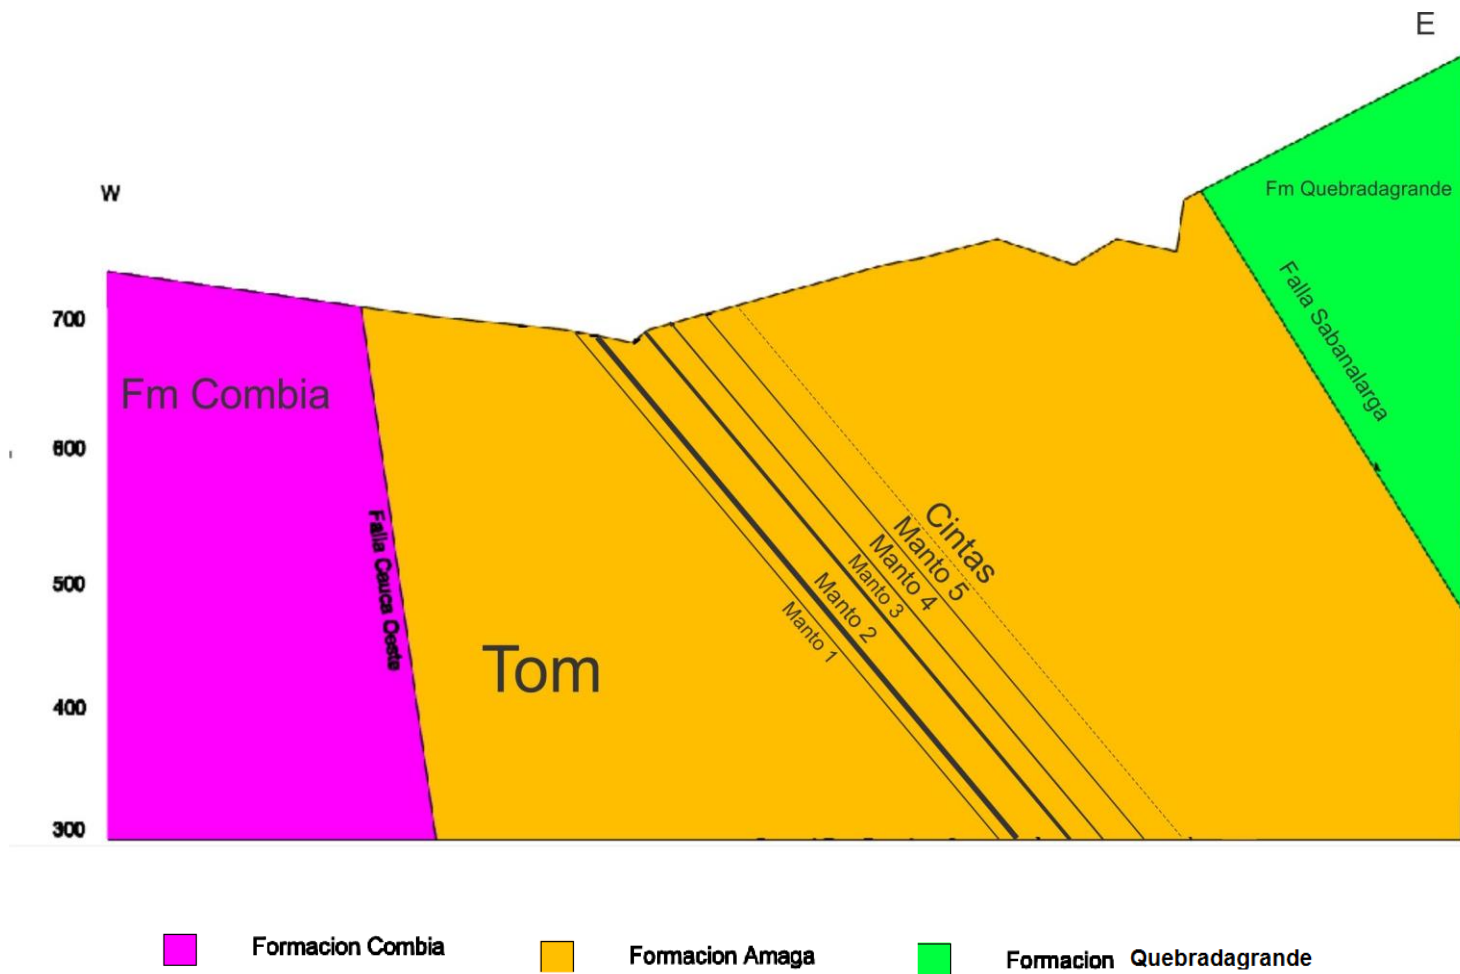 E
W
Fm Quebradagrande
Falla Sabanalarga
700
Fm Combia
600
Cintas
Manto 5
Manto 4
Manto 3
Manto 2
Manto 1
Falla Cauca Oeste
500
Tom
400
300
Formacion Combia
Formacion Amaga
Formacion Quebradagrande